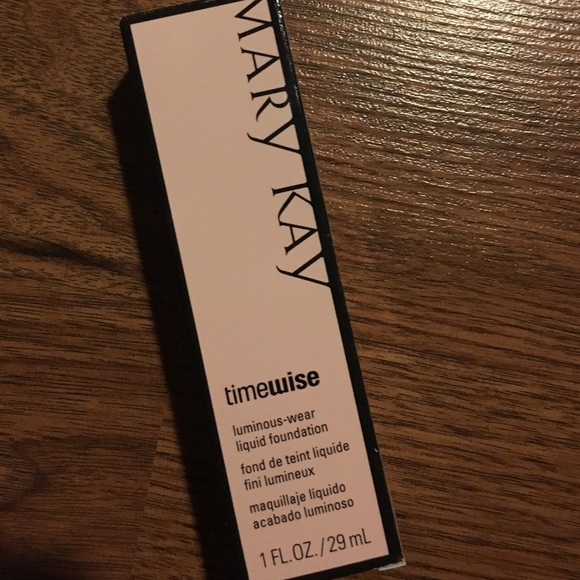 MARY KAY
timewise
luminous-wear
liquid foundation
fond de teint liquide
fini lumineux
maquillaje líquido
acabado luminoso
1 FL.OZ./29 mL